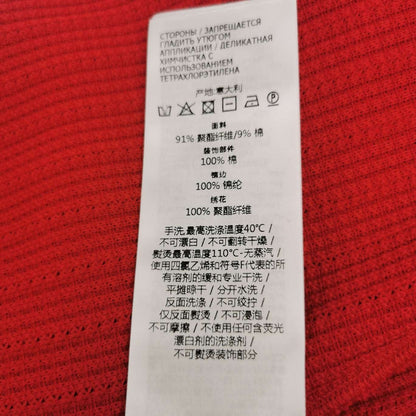 СТОРОНЫ / ЗАПРЕЩАЕТСЯ
ГЛАДИТЬ УТЮГОМ
АППЛИКАЦИИ / ДЕЛИКАТНАЯ
ХИМЧИСТКА С
ИСПОЛЬЗОВАНИЕМ
ТЕТРАХЛОРЭТИЛЕНА
产地:意大利
P
面料
91% 聚酯纤维/9% 棉
装饰部件
100% 棉
镶边
100% 锦纶
绣花
100% 聚酯纤维
手洗,最高洗涤温度40°C /
不可漂白 / 不可翻转干燥 /
熨烫最高温度110°C-无蒸汽 /
使用四氯乙烯和符号F代表的所
有溶剂的缓和专业干洗 /
平摊晾干 / 分开水洗 /
反面洗涤 / 不可绞拧 /
仅反面熨烫 / 不可浸泡 /
不可摩擦 / 不可使用任何含荧光
漂白剂的洗涤剂 /
不可熨烫装饰部分